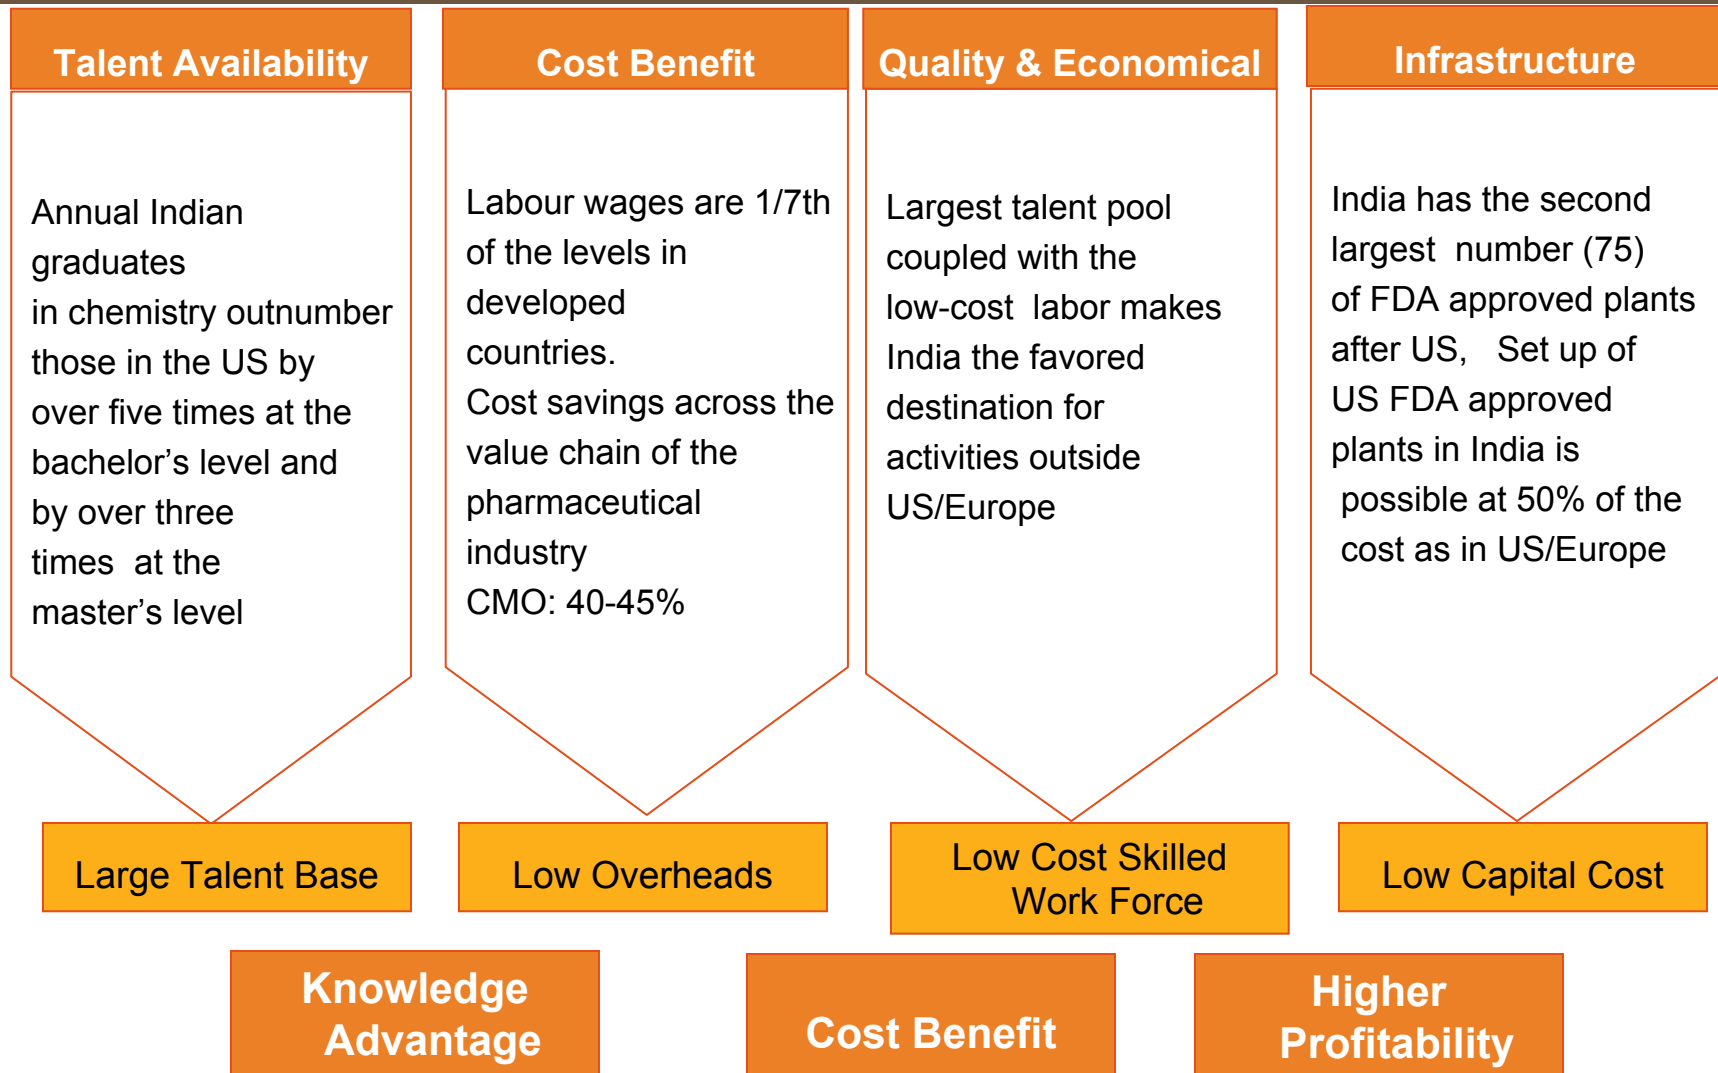 Talent Availability
Annual Indian
graduates
in chemistry outnumber
those in the US by
over five times at the
bachelor’s level and
by over three
times at the
master’s level
Large Talent Base
Cost Benefit
Labour wages are 1/7th
of the levels in
developed
countries.
Cost savings across the
value chain of the
pharmaceutical
industry
CMO: 40-45%
Low Overheads
Quality & Economical
Largest talent pool
coupled with the
low-cost labor makes
India the favored
destination for
activities outside
US/Europe
Low Cost Skilled
Work Force
Infrastructure
India has the second
largest number (75)
of FDA approved plants
after US, Set up of
US FDA approved
plants in India is
possible at 50% of the
cost as in US/Europe
Low Capital Cost
Knowledge
Advantage
Cost Benefit
Higher
Profitability